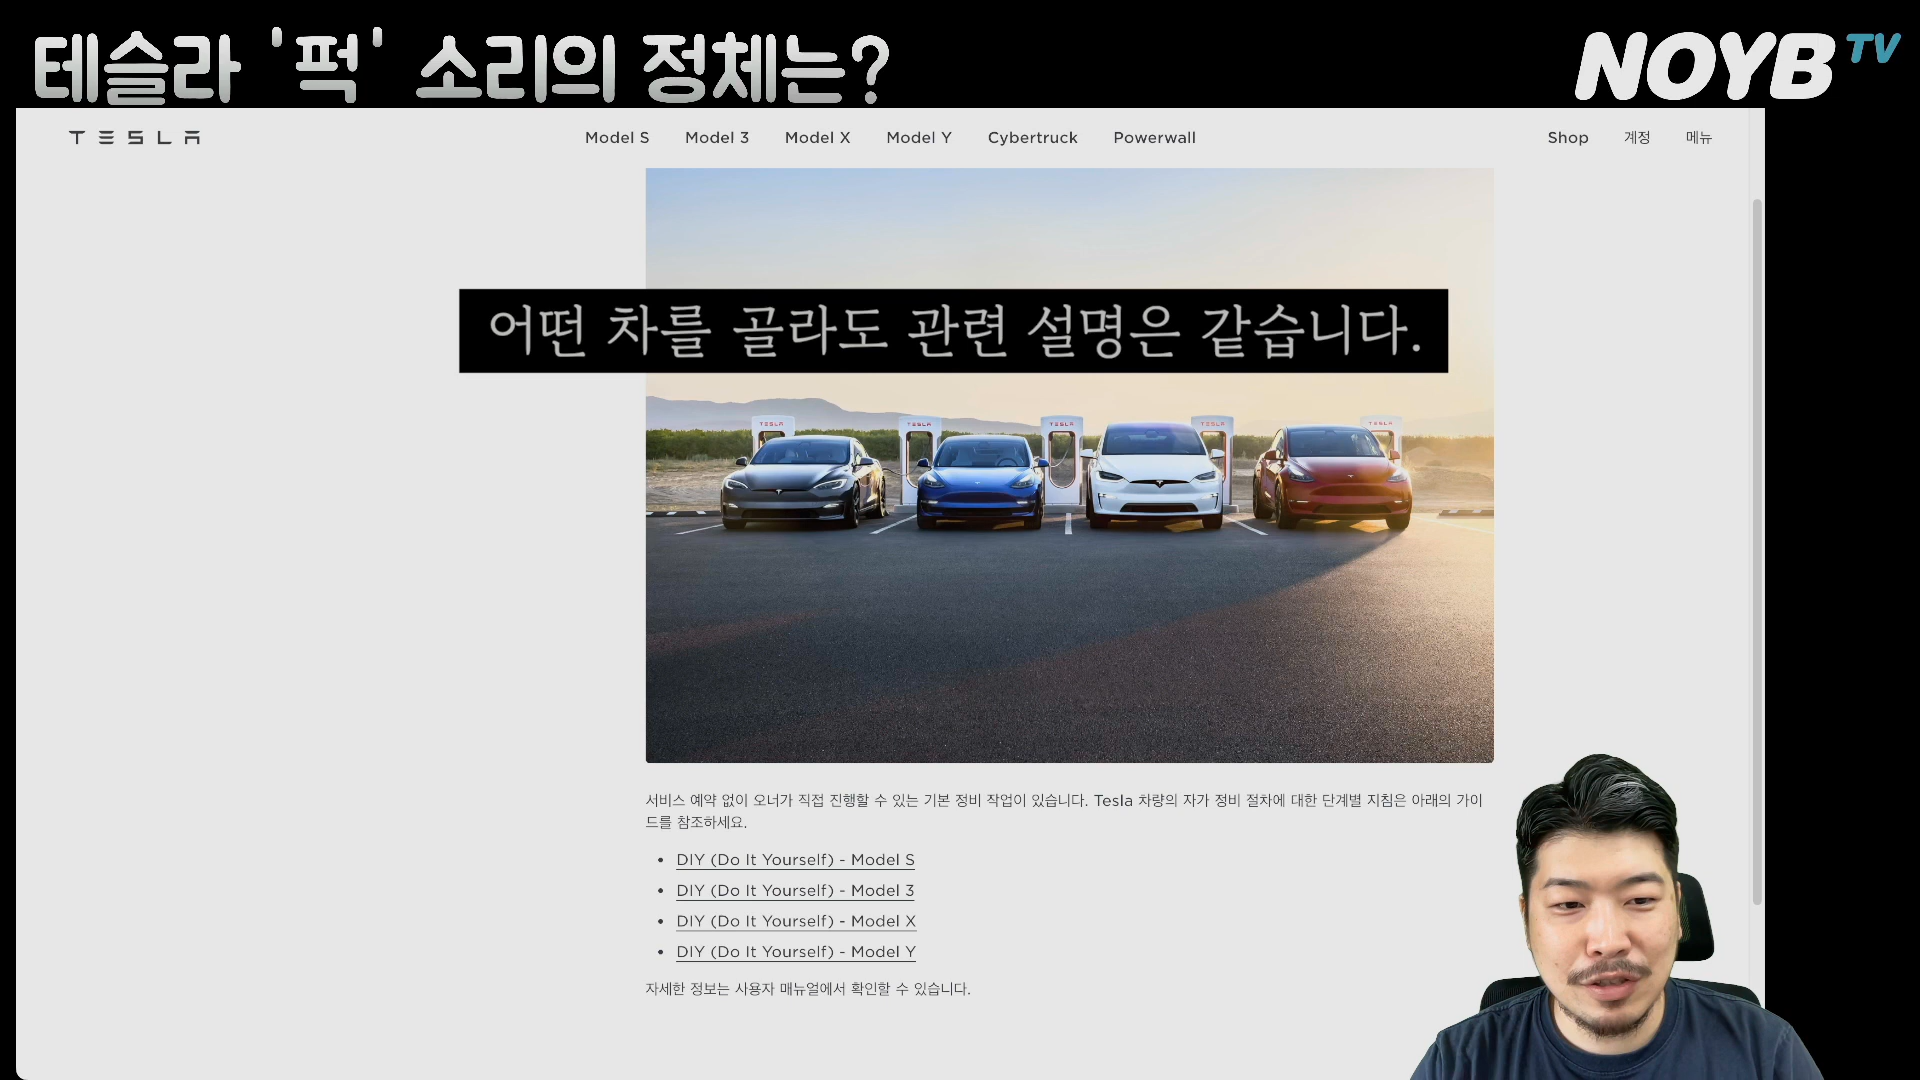 테슬라 '퍽' 소리의 정체는?
NOYB TV
TESLA
Model S Model 3 Model X Model Y Cybertruck Powerwall
Shop 계정 메뉴
어떤 차를 골라도 관련 설명은 같습니다.
TESLA TESLA TESLA TESLA TESLA
서비스 예약 없이 오너가 직접 진행할 수 있는 기본 정비 작업이 있습니다. Tesla 차량의 자가 정비 절차에 대한 단계별 지침은 아래의 가이
드를 참조하세요.
• DIY (Do It Yourself) - Model S
• DIY (Do It Yourself) - Model 3
• DIY (Do It Yourself) - Model X
• DIY (Do It Yourself) - Model Y
자세한 정보는 사용자 매뉴얼에서 확인할 수 있습니다.